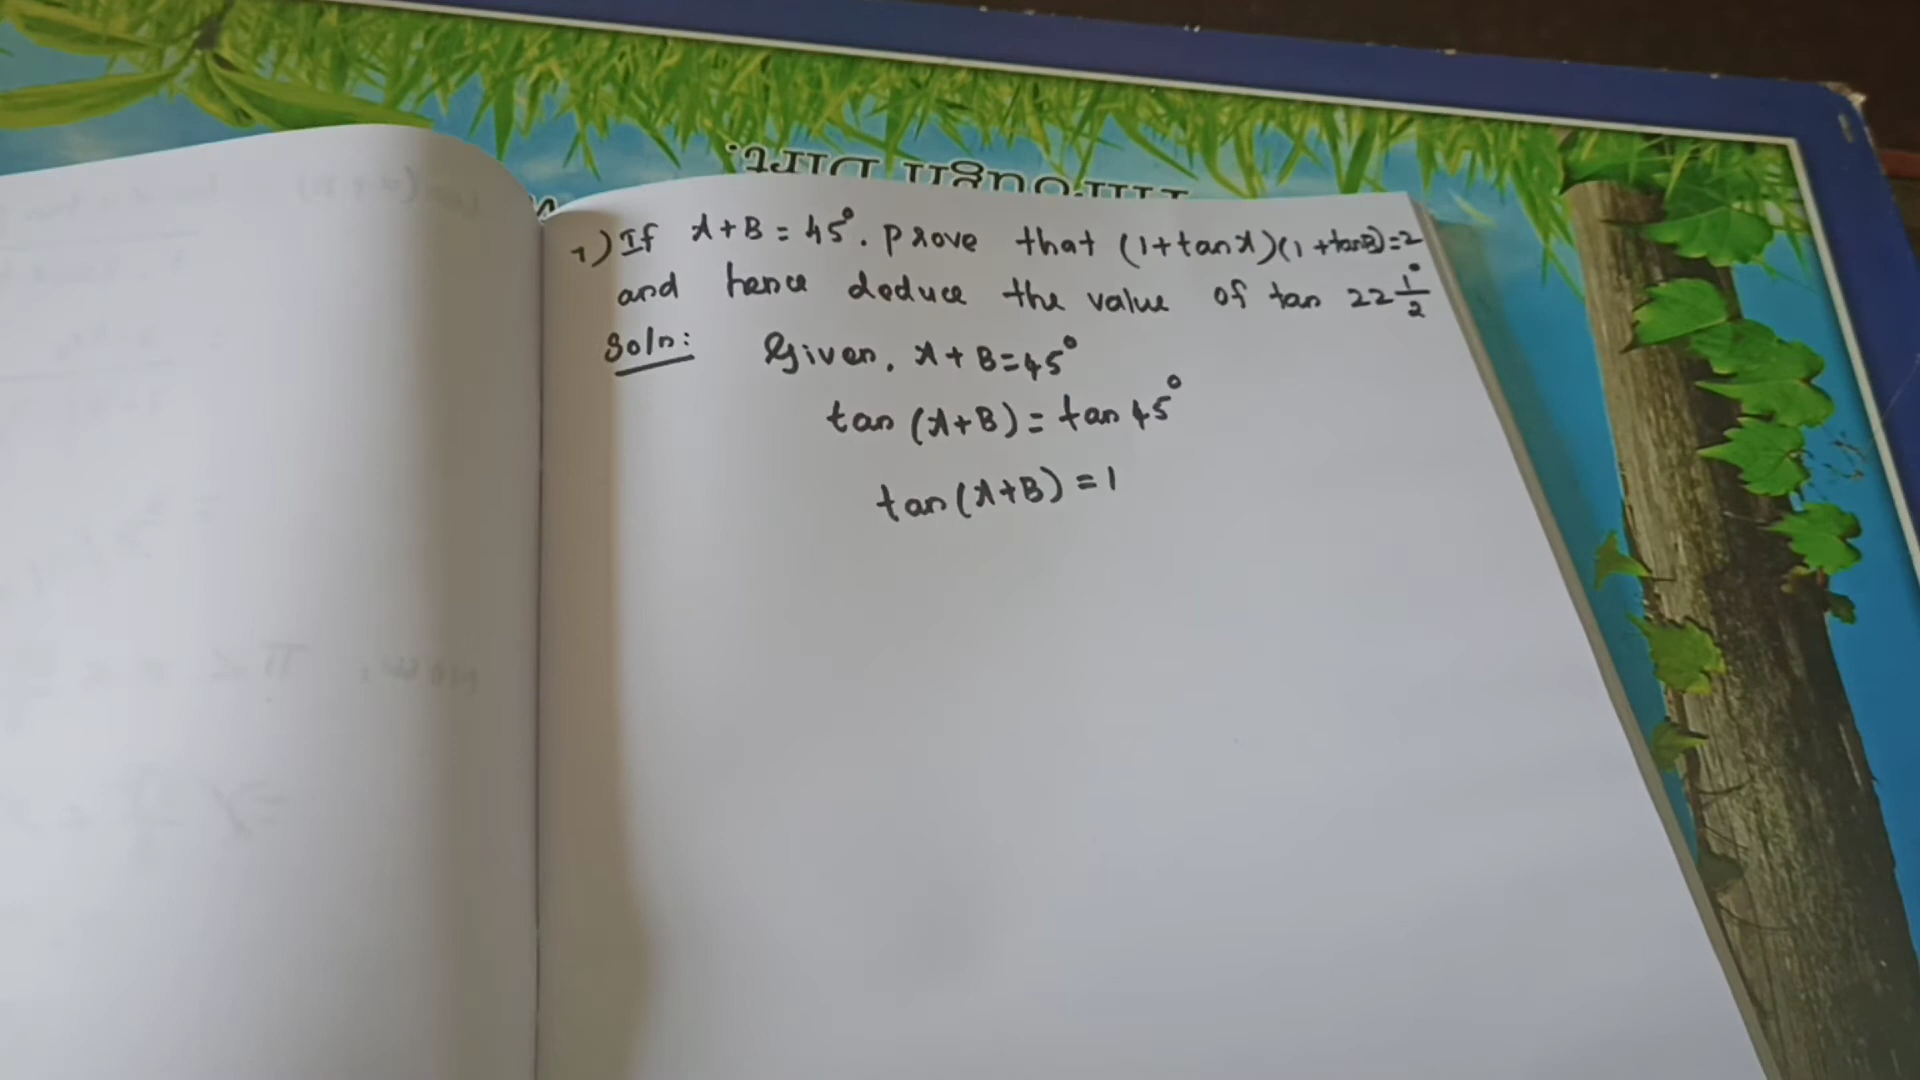 7) If A+B=45°. Prove that (1+tanA)(1+tanB)=2
and hence deduce the value of tan 22 1/2°
Soln: Given, A+B=45°
tan (A+B) = tan 45°
tan (A+B) = 1